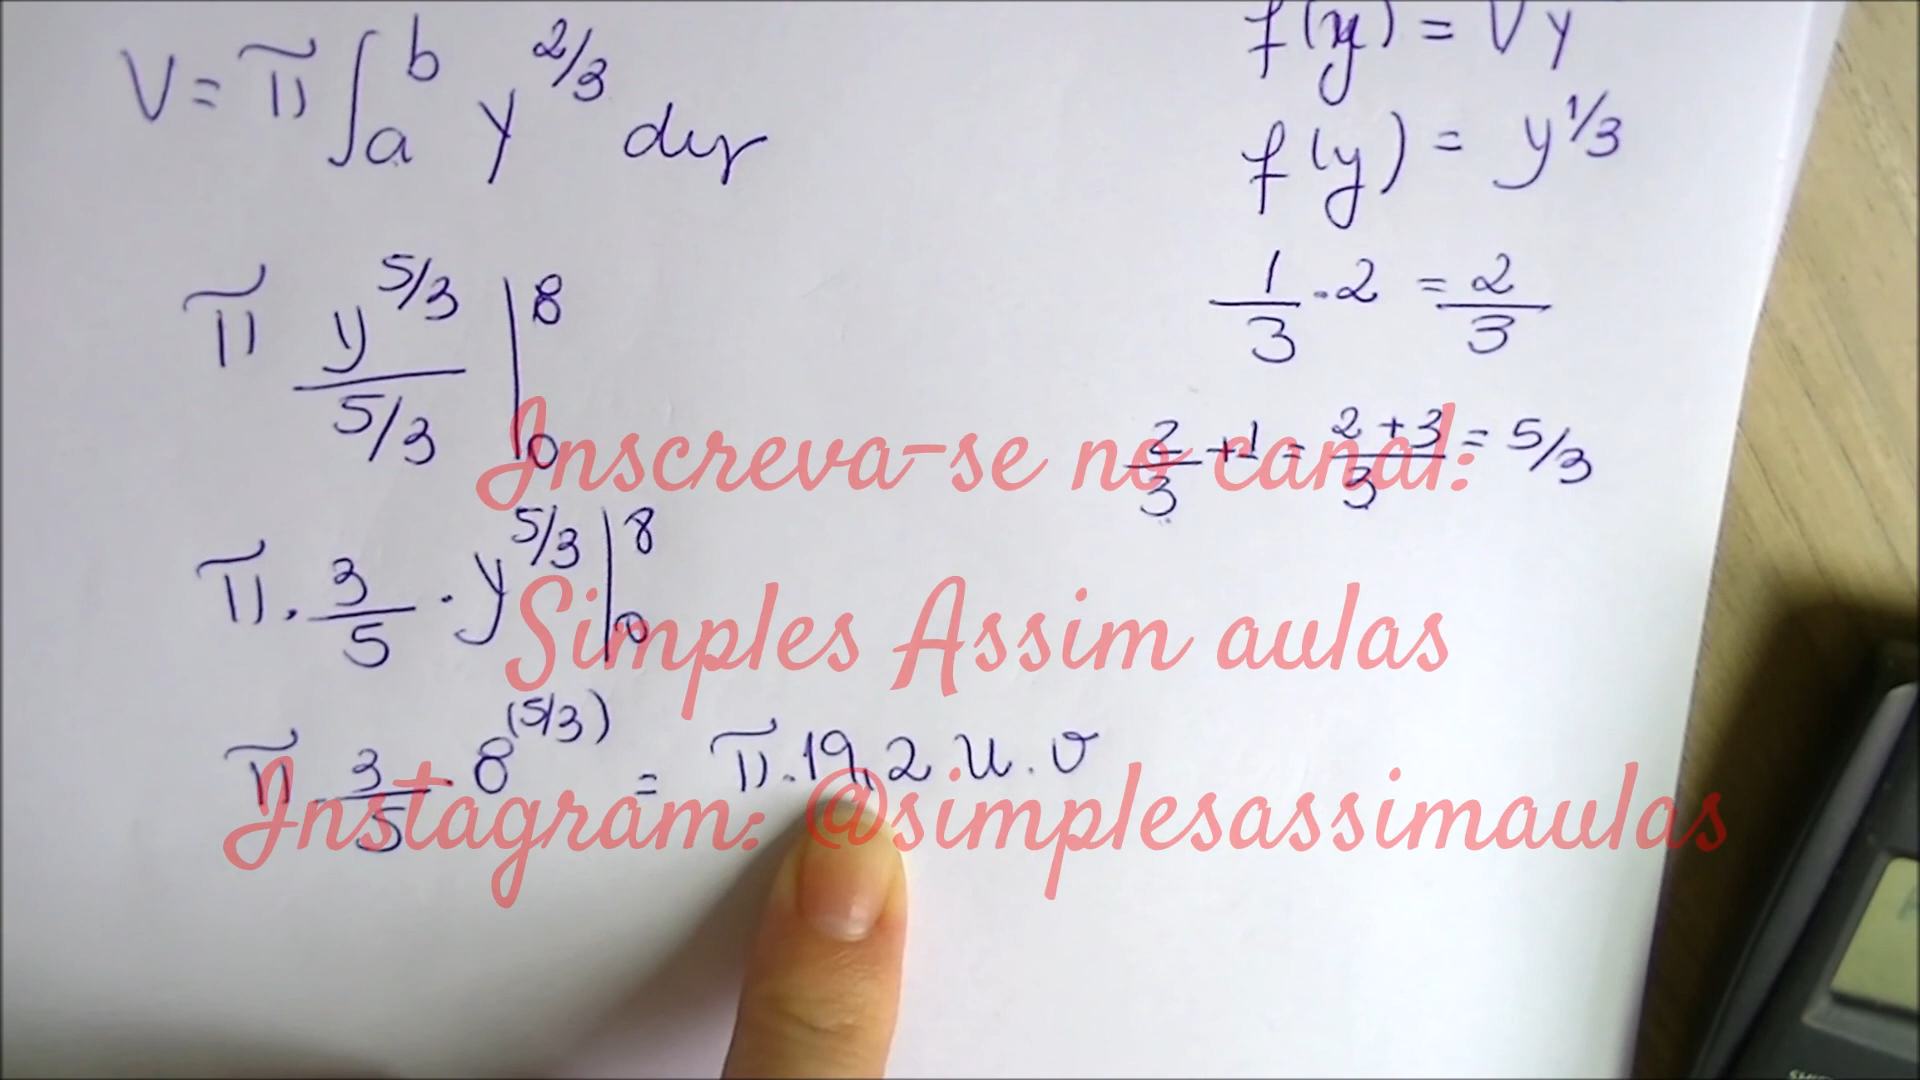 V = π ∫ₐᵇ y^2/3 dy
f(y) = √y
f(y) = y^1/3
1/3 · 2 = 2/3
π y^5/3 / 5/3 |₀⁸
2/3 + 1 = 2+3/3 = 5/3
π · 3/5 · y^5/3 |₀⁸
π · 3/5 · 8^(5/3) = π · 19,2 u.v
Inscreva-se no canal:
Simples Assim aulas
Instagram: @simplesassimaulas